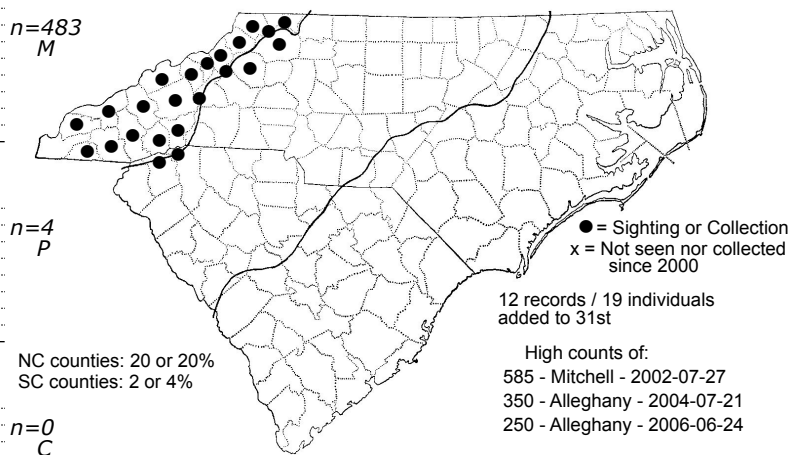 n=483
M
n=4
P
n=0
C
● = Sighting or Collection
x = Not seen nor collected
since 2000
12 records / 19 individuals
added to 31st
High counts of:
585 - Mitchell - 2002-07-27
350 - Alleghany - 2004-07-21
250 - Alleghany - 2006-06-24
NC counties: 20 or 20%
SC counties: 2 or 4%